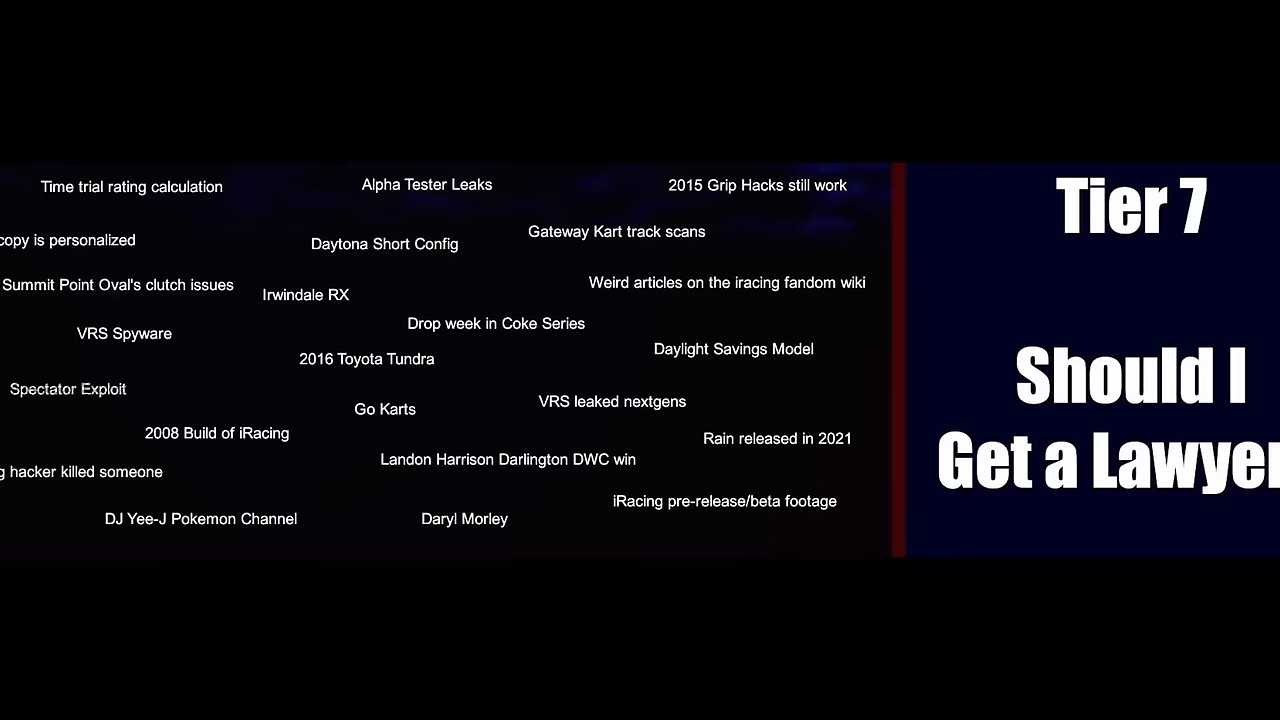 Time trial rating calculation
Alpha Tester Leaks
2015 Grip Hacks still work
copy is personalized
Daytona Short Config
Gateway Kart track scans
Summit Point Oval's clutch issues
Irwindale RX
Weird articles on the iracing fandom wiki
VRS Spyware
Drop week in Coke Series
2016 Toyota Tundra
Daylight Savings Model
Spectator Exploit
Go Karts
VRS leaked nextgens
2008 Build of iRacing
Rain released in 2021
g hacker killed someone
Landon Harrison Darlington DWC win
iRacing pre-release/beta footage
DJ Yee-J Pokemon Channel
Daryl Morley
Tier 7
Should I
Get a Lawyer